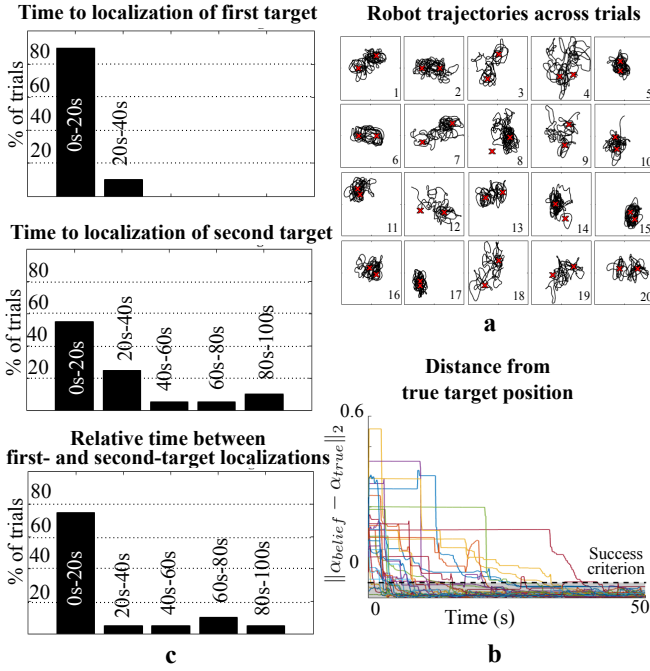 Time to localization of first target
% of trials
80
60
40
20
0s-20s
20s-40s
Time to localization of second target
% of trials
80
60
40
20
0s-20s
20s-40s
40s-60s
60s-80s
80s-100s
Relative time between
first- and second-target localizations
% of trials
80
60
40
20
0s-20s
20s-40s
40s-60s
60s-80s
80s-100s
c
Robot trajectories across trials
1
2
3
4
5
6
7
8
9
10
11
12
13
14
15
16
17
18
19
20
a
Distance from
true target position
0.6
0
||α_belief − α_true||_2
Success
criterion
0
50
Time (s)
b